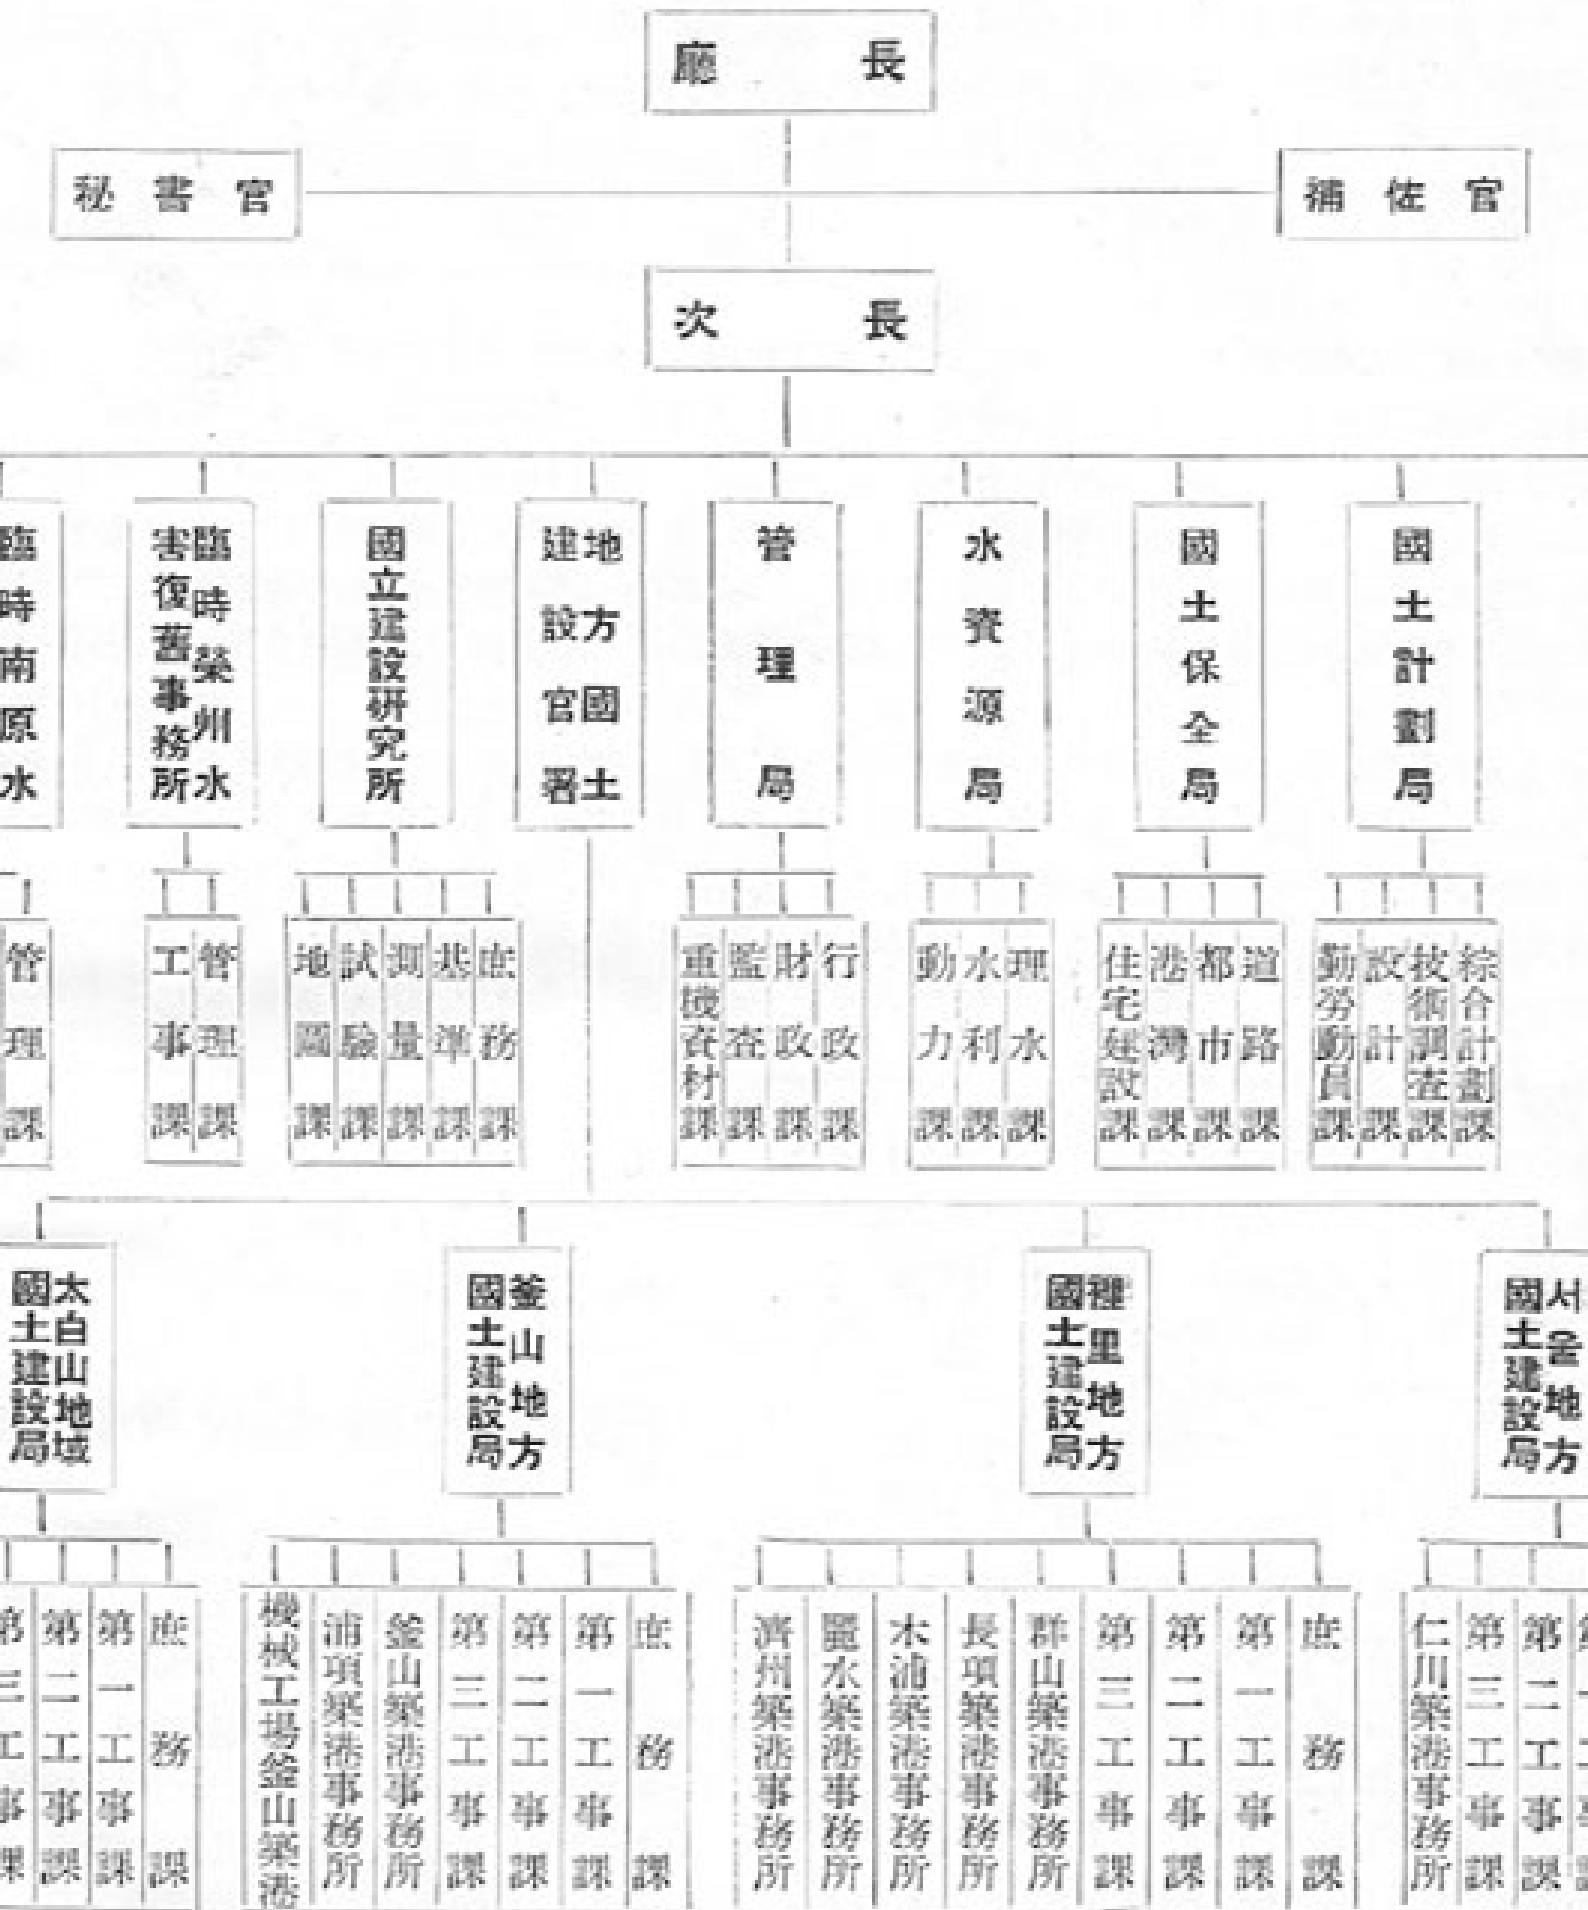 廳長
秘書官
補佐官
次長
國土計劃局
國土保全局
水資源局
管理局
地方國土
建設官署
國立建設研究所
臨時榮州水
害復舊事務所
臨時南原水
綜合計劃課
技術調査課
設計課
勤勞動員課
道路課
都市課
港灣課
住宅建設課
理水課
水利課
動力課
行政課
財政課
監査課
重機資材課
庶務課
基準課
測量課
試驗課
地圖課
管理課
工事課
管理課
서울地方
國土建設局
裡里地方
國土建設局
釜山地方
國土建設局
太白山地域
國土建設局
第二工事課
第三工事課
仁川築港事務所
庶務課
第一工事課
第二工事課
第三工事課
群山築港事務所
長項築港事務所
木浦築港事務所
麗水築港事務所
濟州築港事務所
庶務課
第一工事課
第二工事課
第三工事課
釜山築港事務所
浦項築港事務所
機械工場釜山築港
庶務課
第一工事課
第二工事課
第三工事課